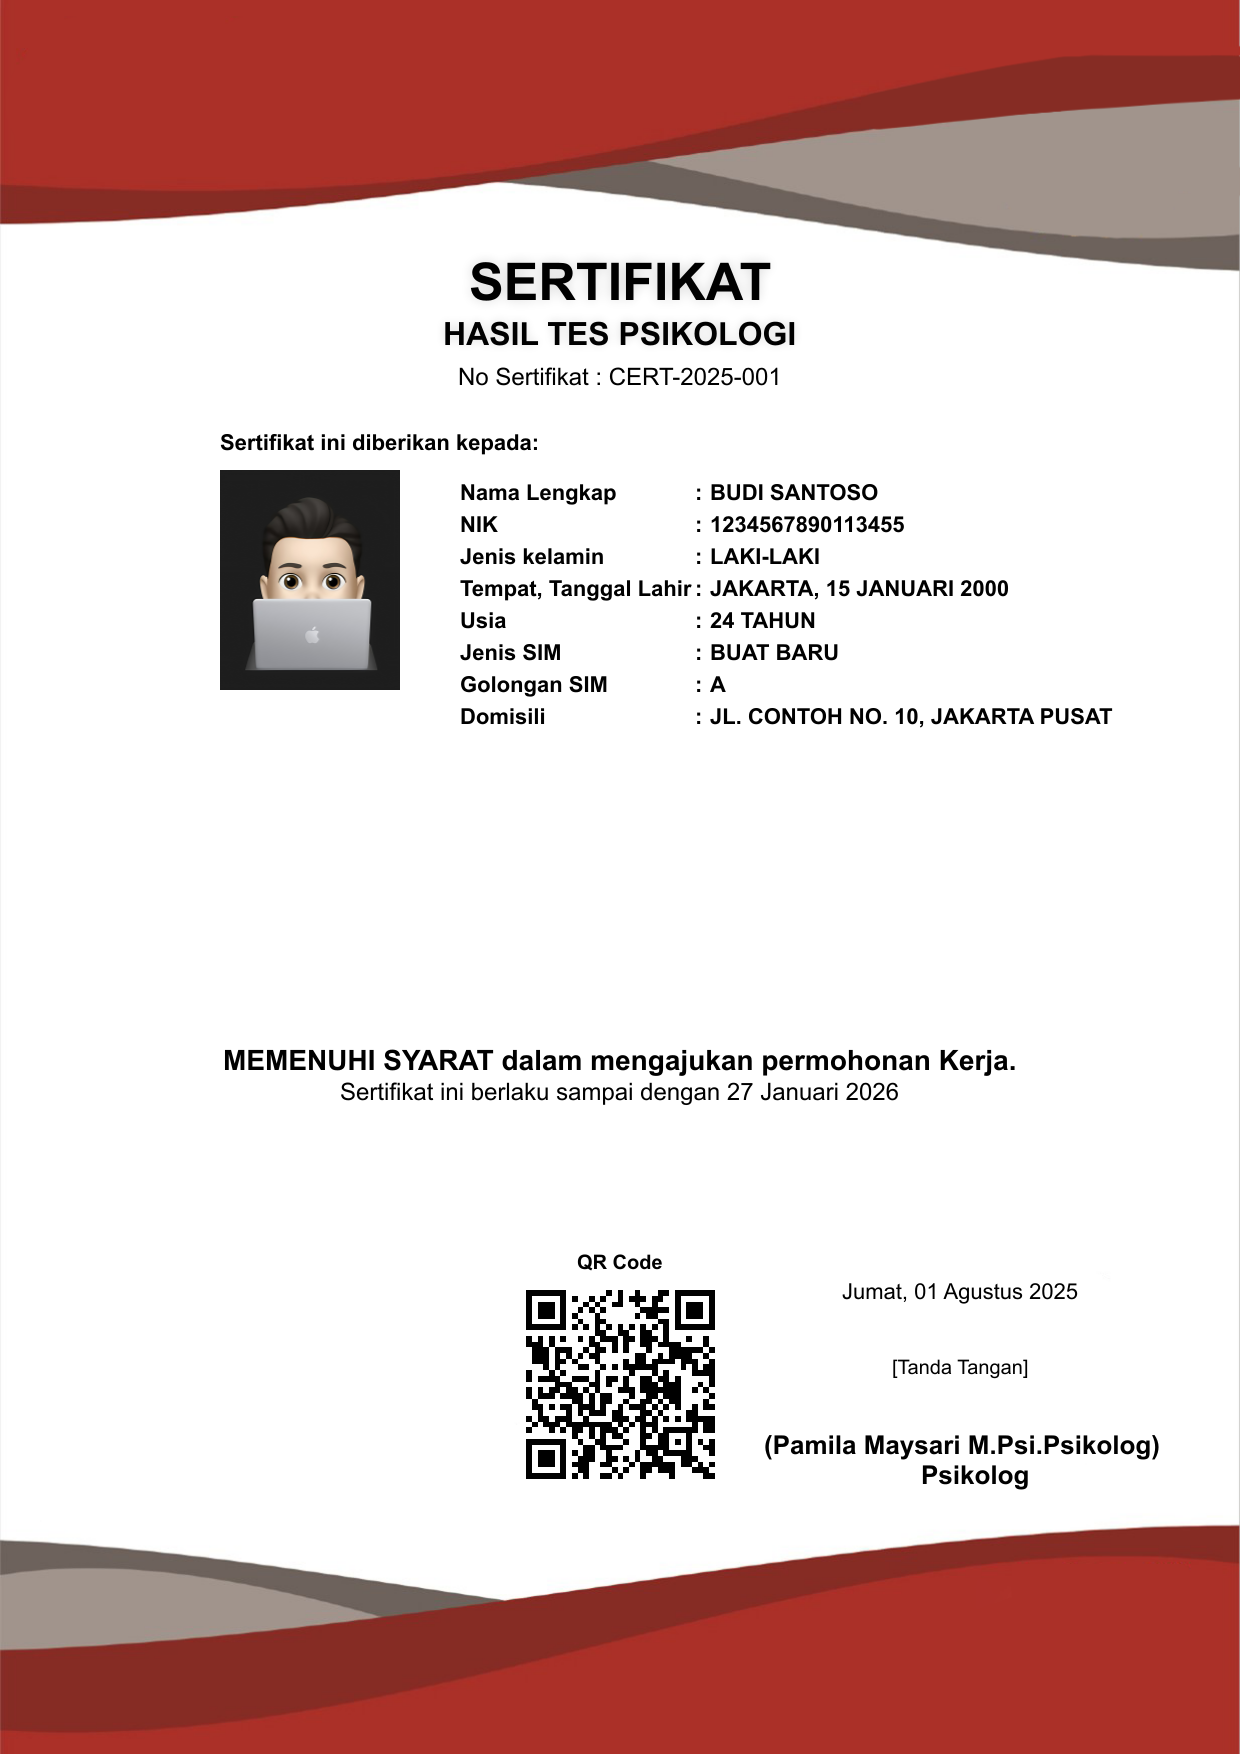 SERTIFIKAT
HASIL TES PSIKOLOGI
No Sertifikat : CERT-2025-001
Sertifikat ini diberikan kepada:
Nama Lengkap : BUDI SANTOSO
NIK : 1234567890113455
Jenis kelamin : LAKI-LAKI
Tempat, Tanggal Lahir : JAKARTA, 15 JANUARI 2000
Usia : 24 TAHUN
Jenis SIM : BUAT BARU
Golongan SIM : A
Domisili : JL. CONTOH NO. 10, JAKARTA PUSAT
MEMENUHI SYARAT dalam mengajukan permohonan Kerja.
Sertifikat ini berlaku sampai dengan 27 Januari 2026
QR Code
Jumat, 01 Agustus 2025
[Tanda Tangan]
(Pamila Maysari M.Psi.Psikolog)
Psikolog